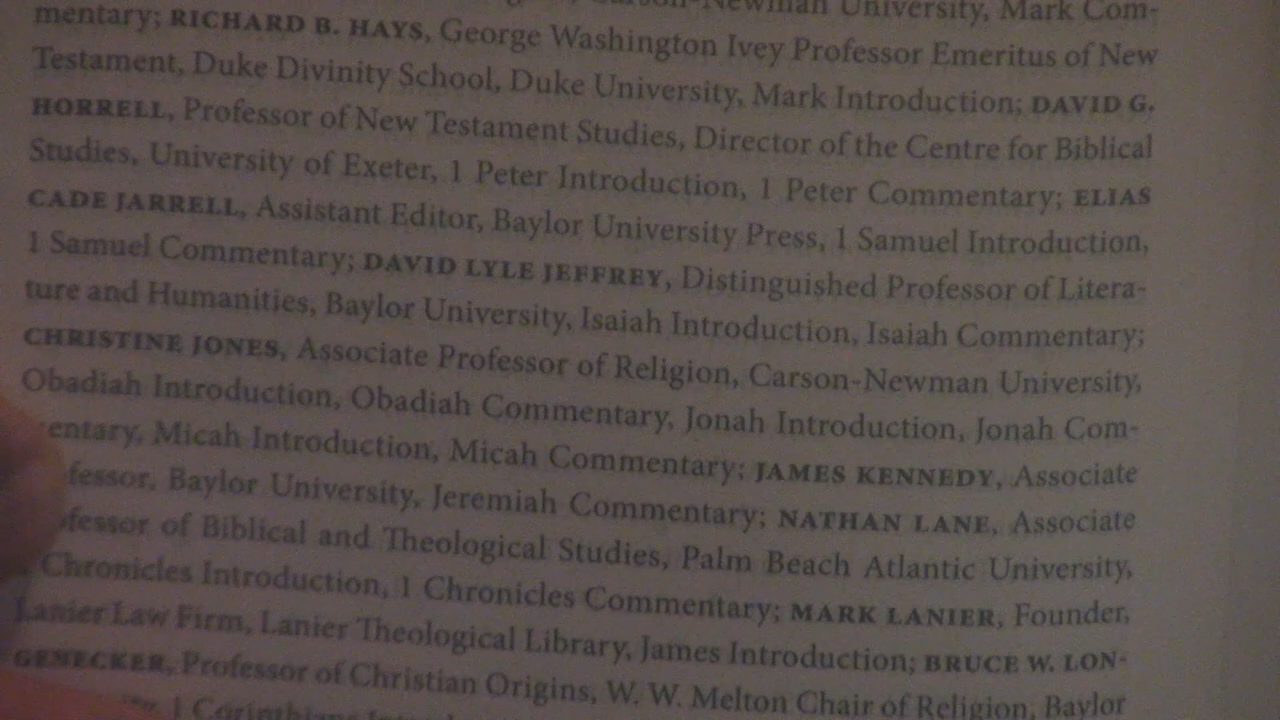 Carson-Newman University, Mark Com-
mentary; RICHARD B. HAYS, George Washington Ivey Professor Emeritus of New
Testament, Duke Divinity School, Duke University, Mark Introduction; DAVID G.
HORRELL, Professor of New Testament Studies, Director of the Centre for Biblical
Studies, University of Exeter, 1 Peter Introduction, 1 Peter Commentary; ELIAS
CADE JARRELL, Assistant Editor, Baylor University Press, 1 Samuel Introduction,
1 Samuel Commentary; DAVID LYLE JEFFREY, Distinguished Professor of Litera-
ture and Humanities, Baylor University, Isaiah Introduction, Isaiah Commentary;
CHRISTINE JONES, Associate Professor of Religion, Carson-Newman University,
Obadiah Introduction, Obadiah Commentary, Jonah Introduction, Jonah Com-
entary, Micah Introduction, Micah Commentary; JAMES KENNEDY, Associate
fessor, Baylor University, Jeremiah Commentary; NATHAN LANE, Associate
ofessor of Biblical and Theological Studies, Palm Beach Atlantic University,
Chronicles Introduction, 1 Chronicles Commentary; MARK LANIER, Founder,
Lanier Law Firm, Lanier Theological Library, James Introduction; BRUCE W. LON-
GENECKER, Professor of Christian Origins, W. W. Melton Chair of Religion, Baylor
1 Corinthians